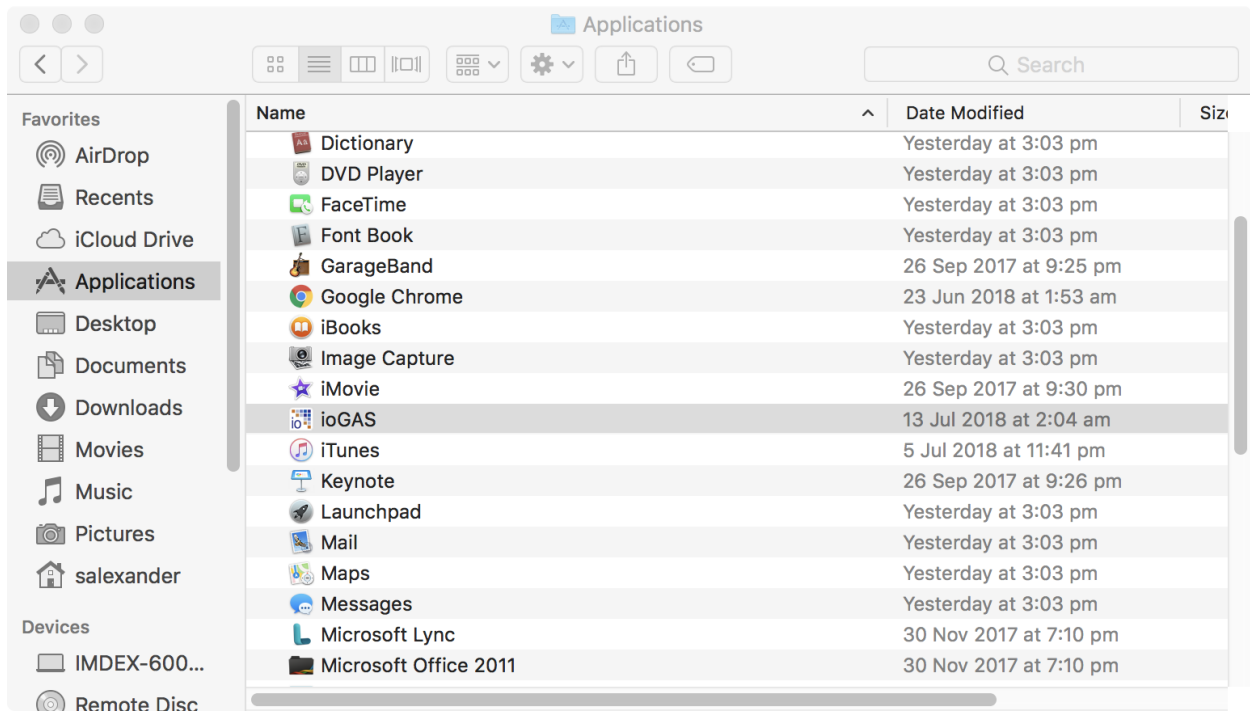 Applications
Search
Favorites
AirDrop
Recents
iCloud Drive
Applications
Desktop
Documents
Downloads
Movies
Music
Pictures
salexander
Devices
IMDEX-600...
Remote Disc
Name Date Modified
Dictionary Yesterday at 3:03 pm
DVD Player Yesterday at 3:03 pm
FaceTime Yesterday at 3:03 pm
Font Book Yesterday at 3:03 pm
GarageBand 26 Sep 2017 at 9:25 pm
Google Chrome 23 Jun 2018 at 1:53 am
iBooks Yesterday at 3:03 pm
Image Capture Yesterday at 3:03 pm
iMovie 26 Sep 2017 at 9:30 pm
ioGAS 13 Jul 2018 at 2:04 am
iTunes 5 Jul 2018 at 11:41 pm
Keynote 26 Sep 2017 at 9:26 pm
Launchpad Yesterday at 3:03 pm
Mail Yesterday at 3:03 pm
Maps Yesterday at 3:03 pm
Messages Yesterday at 3:03 pm
Microsoft Lync 30 Nov 2017 at 7:10 pm
Microsoft Office 2011 30 Nov 2017 at 7:10 pm